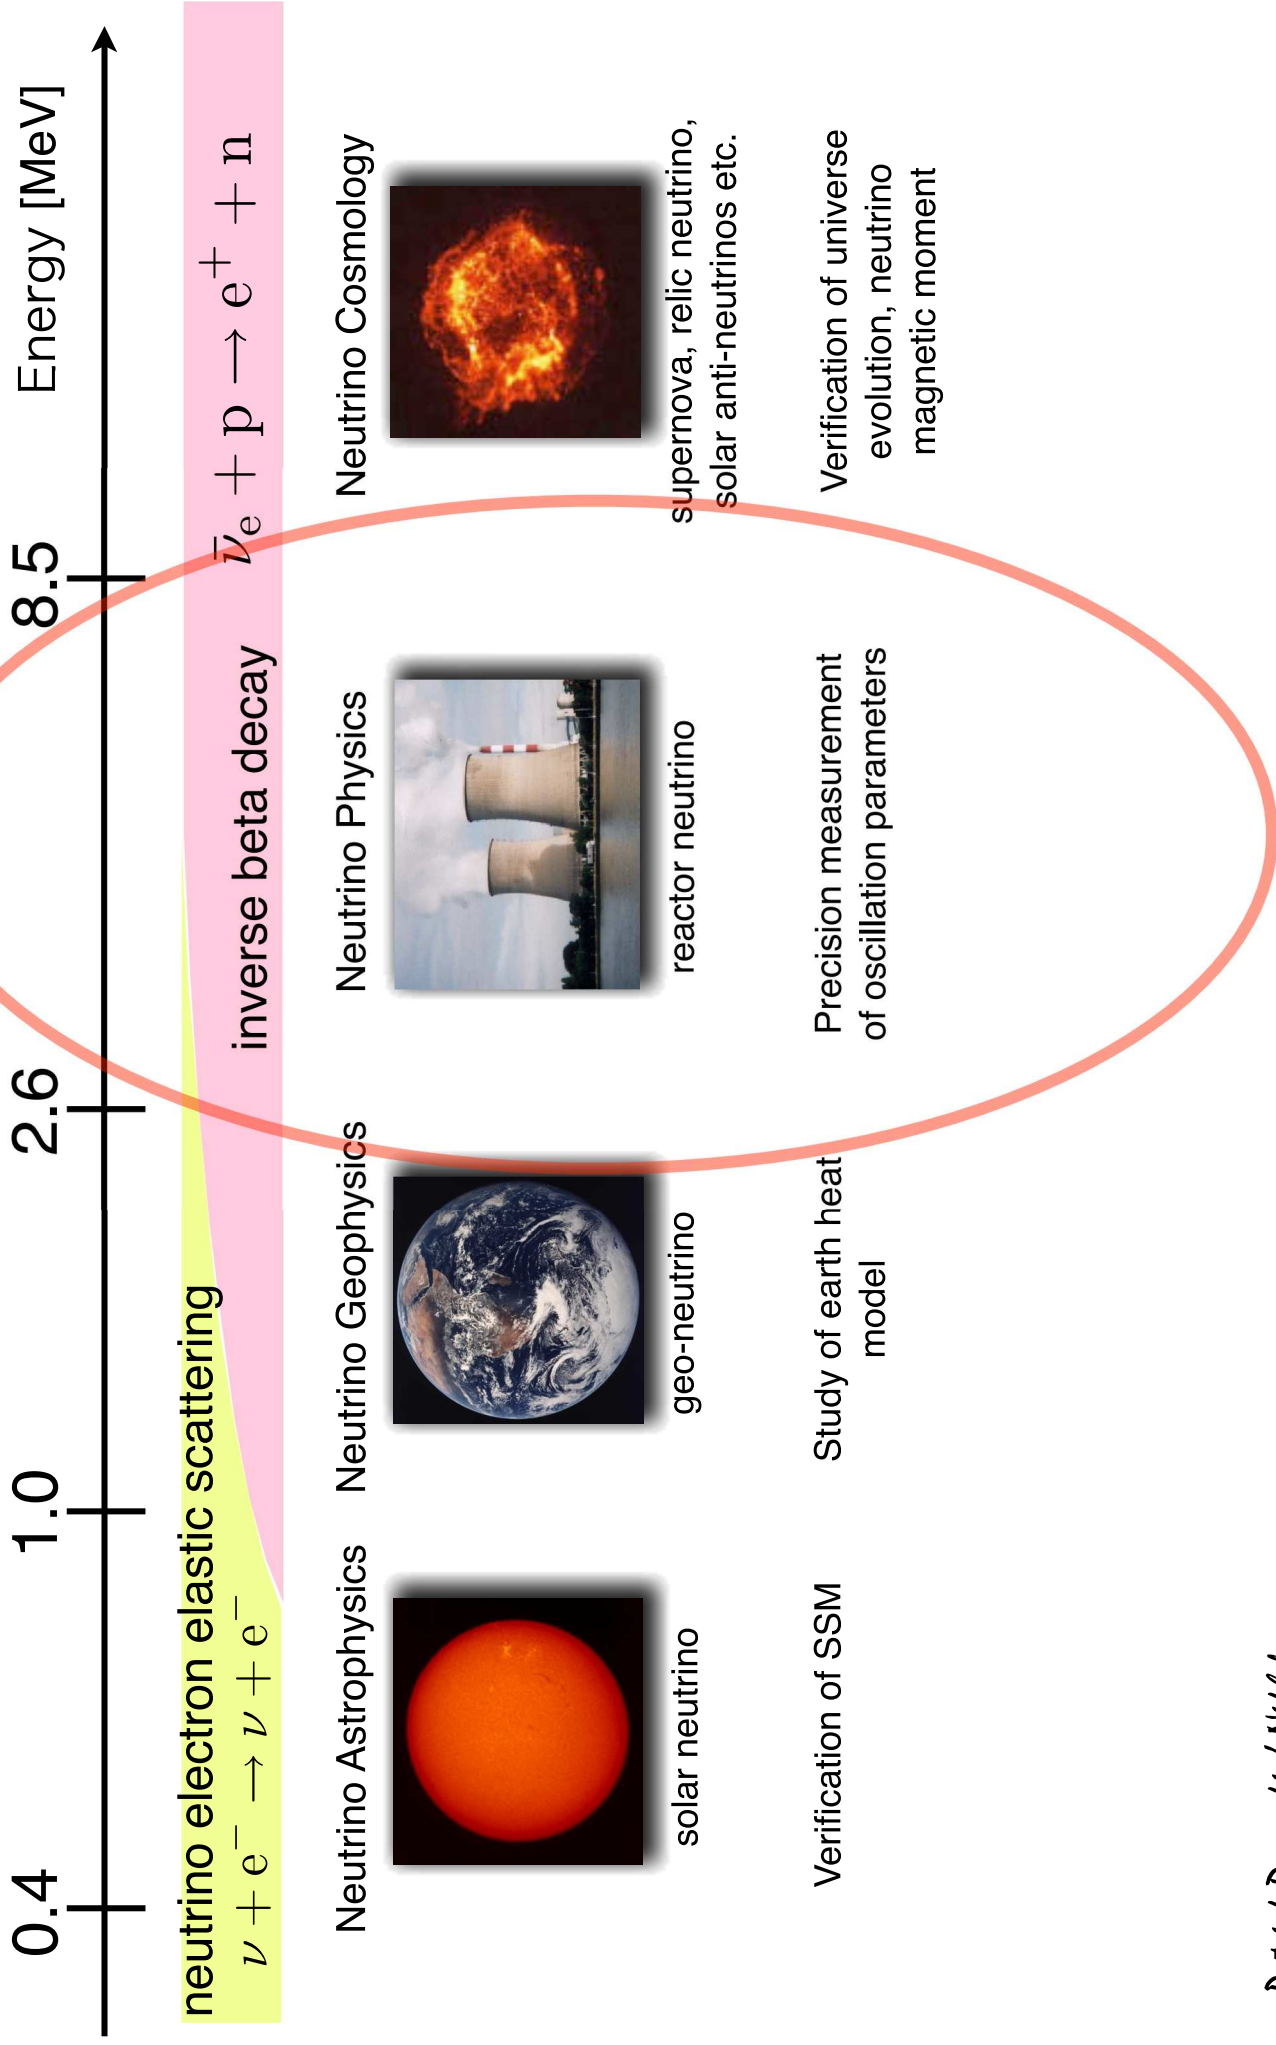 0.4 1.0 2.6 8.5 Energy [MeV]
neutrino electron elastic scattering
ν + e⁻ → ν + e⁻
inverse beta decay
ν̄ₑ + p → e⁺ + n
Neutrino Astrophysics
solar neutrino
Verification of SSM
Neutrino Geophysics
geo-neutrino
Study of earth heat
model
Neutrino Physics
reactor neutrino
Precision measurement
of oscillation parameters
Neutrino Cosmology
supernova, relic neutrino,
solar anti-neutrinos etc.
Verification of universe
evolution, neutrino
magnetic moment